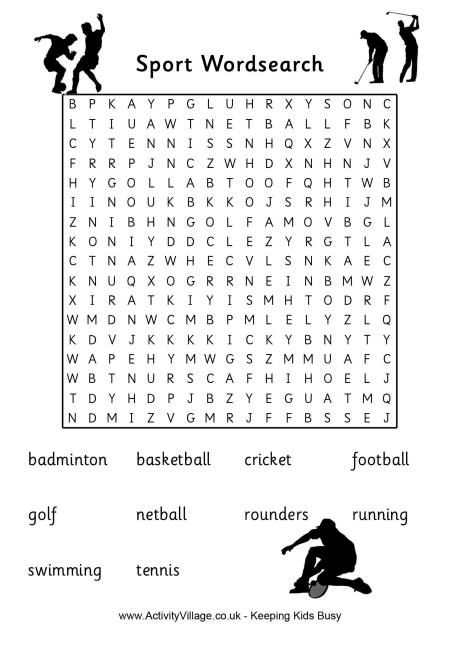 Sport Wordsearch
B P K A Y P G L U H R X Y S O N C
L T I U A W T N E T B A L L F B K
C Y T E N N I S S N H Q X Z V N X
F R R P J N C Z W H D X N H N J V
H Y G O L L A B T O O F Q H T W B
I I N O U K B K K O J S R H I J M
Z N I B H N G O L F A M O V B G L
K O N I Y D D C L E Z Y R G T L A
C T N A Z W H E C V L S N K A E C
K N U Q X O G R R N E I N B M W Z
X I R A T K I Y I S M H T O D R F
W M D N W C M B P M L E L Y Z L Q
K D V J K K K K I C K Y B N Y T Y
W A P E H Y M W G S Z M M U A F C
W B T N U R S C A F H I H O E L J
T D Y H D P J B Z Y E G U A T M Q
N D M I Z V G M R J F F B S S E J
badminton basketball cricket football
golf netball rounders running
swimming tennis
www.ActivityVillage.co.uk - Keeping Kids Busy